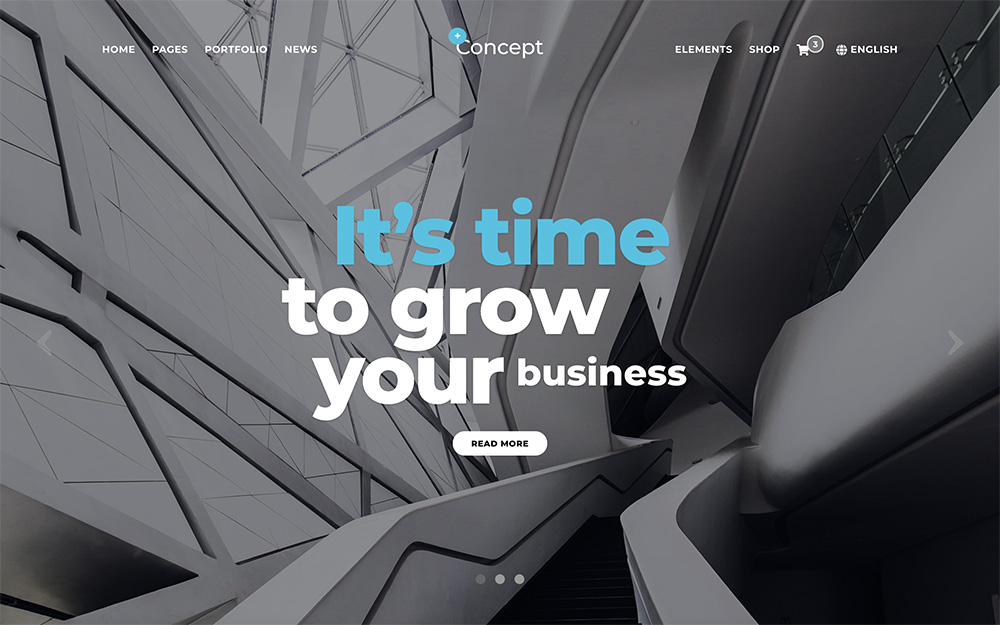 HOME PAGES PORTFOLIO NEWS
+
Concept
ELEMENTS SHOP 3 ENGLISH
It's time
to grow
your business
READ MORE